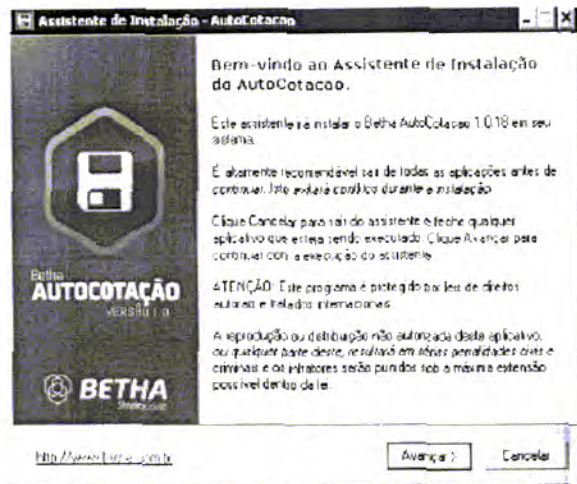 Assistente de Instalação - AutoCotacao
Bem-vindo ao Assistente de Instalação
do AutoCotacao.
Este assistente irá instalar o Betha AutoCotacao 1.0.18 em seu
sistema.
É altamente recomendável sair de todas as aplicações antes de
continuar. Isto evitará conflitos durante a instalação.
Clique Cancelar para sair do assistente e feche qualquer
aplicativo que esteja sendo executado. Clique Avançar para
continuar com a execução do assistente.
ATENÇÃO: Este programa é protegido por leis de direitos
autorais e tratados internacionais.
A reprodução ou distribuição não autorizada deste aplicativo,
ou qualquer parte deste, resultará em sérias penalidades civis e
criminais e os infratores serão punidos sob a máxima extensão
possível dentro da lei.
Betha
AUTOCOTAÇÃO
VERSÃO 1.0
BETHA
Avançar >
Cancelar